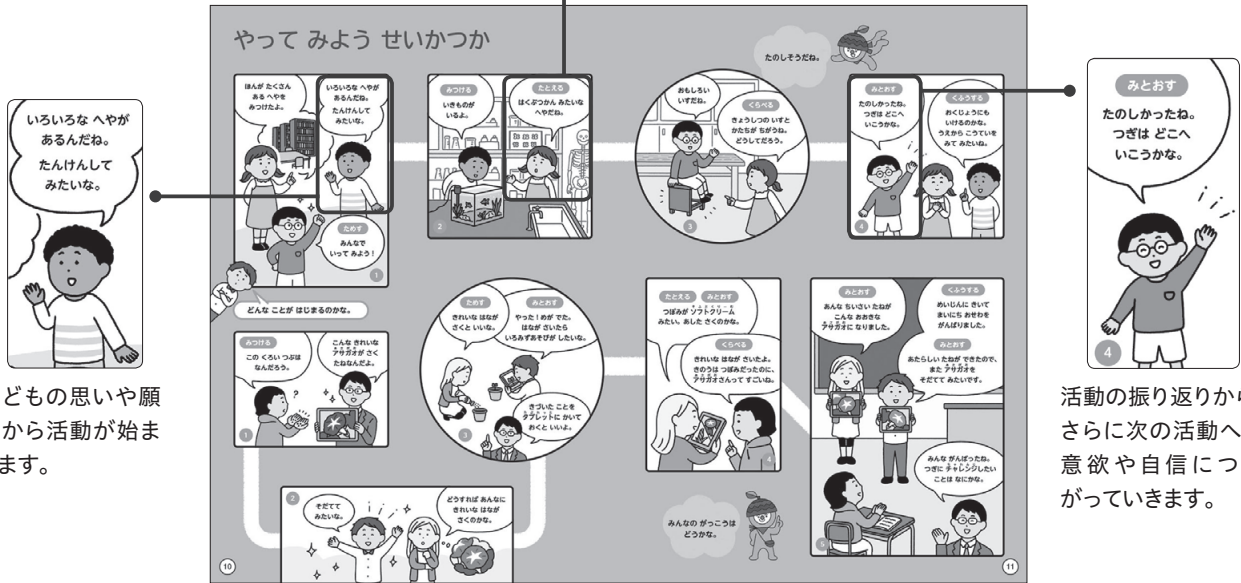 やって みよう せいかつか
たのしそうだね。
ほんが たくさん
ある へやを
みつけたよ。
いろいろな へやが
あるんだね。
たんけんして
みたいな。
ためす
みんなで
いって みよう！
1
どんな ことが はじまるのかな。
みつける
いきものが
いるよ。
たとえる
はくぶつかん みたいな
へやだね。
2
おもしろい
いすだね。
くらべる
きょうしつの いすと
かたちが ちがうね。
どうしてだろう。
3
みとおす
たのしかったね。
つぎは どこへ
いこうかな。
くふうする
おくじょうにも
いけるのかな。
うえから こうていを
みて みたいね。
4
みつける
この くろい つぶは
なんだろう。
こんな きれいな
アサガオが さく
たねなんだよ。
1
2
そだてて
みたいな。
どうすれば あんなに
きれいな はなが
さくのかな。
ためす
きれいな はなが
さくと いいな。
みとおす
やった！めが でた。
はなが さいたら
いろみずあそびが したいな。
きづいた ことを
タブレットに かいて
おくと いいよ。
3
たとえる みとおす
つぼみが ソフトクリーム
みたい。あした さくのかな。
くらべる
きれいな はなが さいたよ。
きのうは つぼみだったのに、
アサガオさんって すごいね。
4
みとおす
あんな ちいさい たねが
こんな おおきな
アサガオに なりました。
くふうする
めいじんに きいて
まいにち おせわを
がんばりました。
みとおす
あたらしい たねが できたので、
また アサガオを
そだてて みたいです。
みんな がんばったね。
つぎに チャレンジしたい
ことは なにかな。
5
みんなの がっこうは
どうかな。
10
11
いろいろな へやが
あるんだね。
たんけんして
みたいな。
どもの思いや願
から活動が始ま
ます。
みとおす
たのしかったね。
つぎは どこへ
いこうかな。
4
活動の振り返りから
さらに次の活動へ
意欲や自信につ
がっていきます。